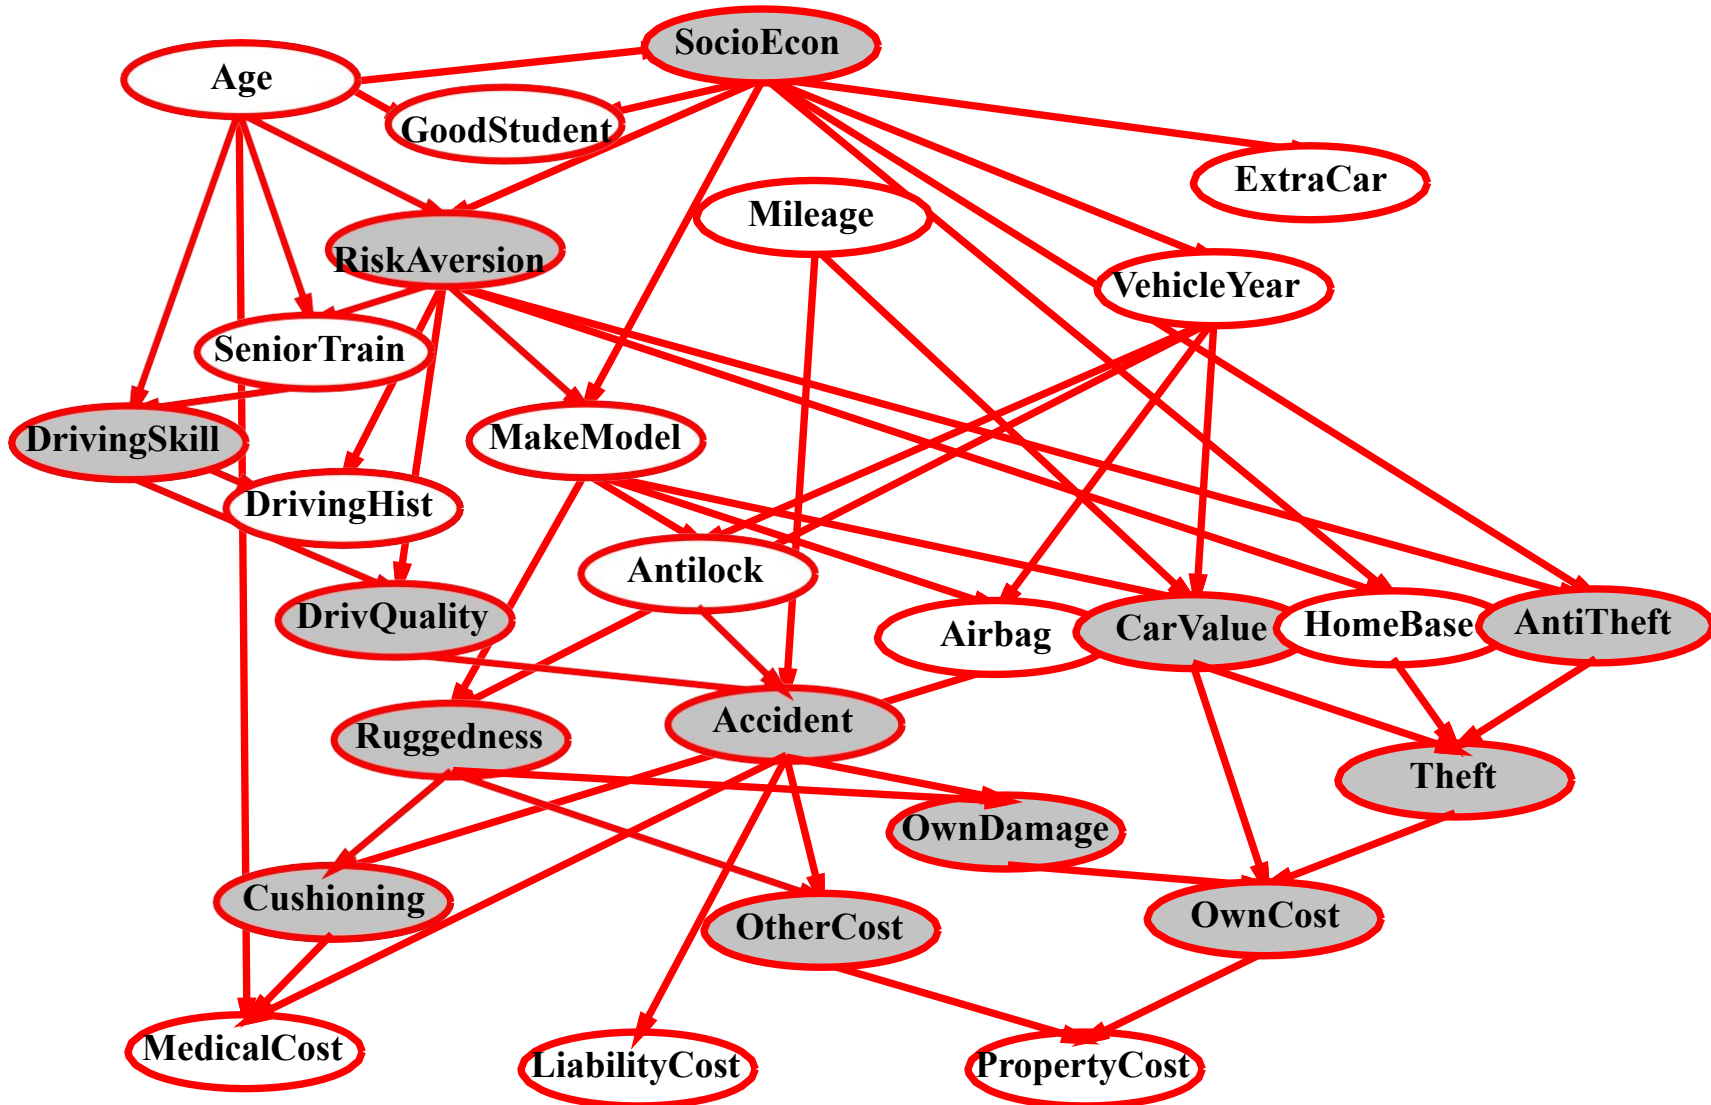 SocioEcon
Age
GoodStudent
ExtraCar
Mileage
RiskAversion
VehicleYear
SeniorTrain
DrivingSkill
MakeModel
DrivingHist
Antilock
DrivQuality
Airbag
CarValue
HomeBase
AntiTheft
Ruggedness
Accident
Theft
OwnDamage
Cushioning
OtherCost
OwnCost
MedicalCost
LiabilityCost
PropertyCost